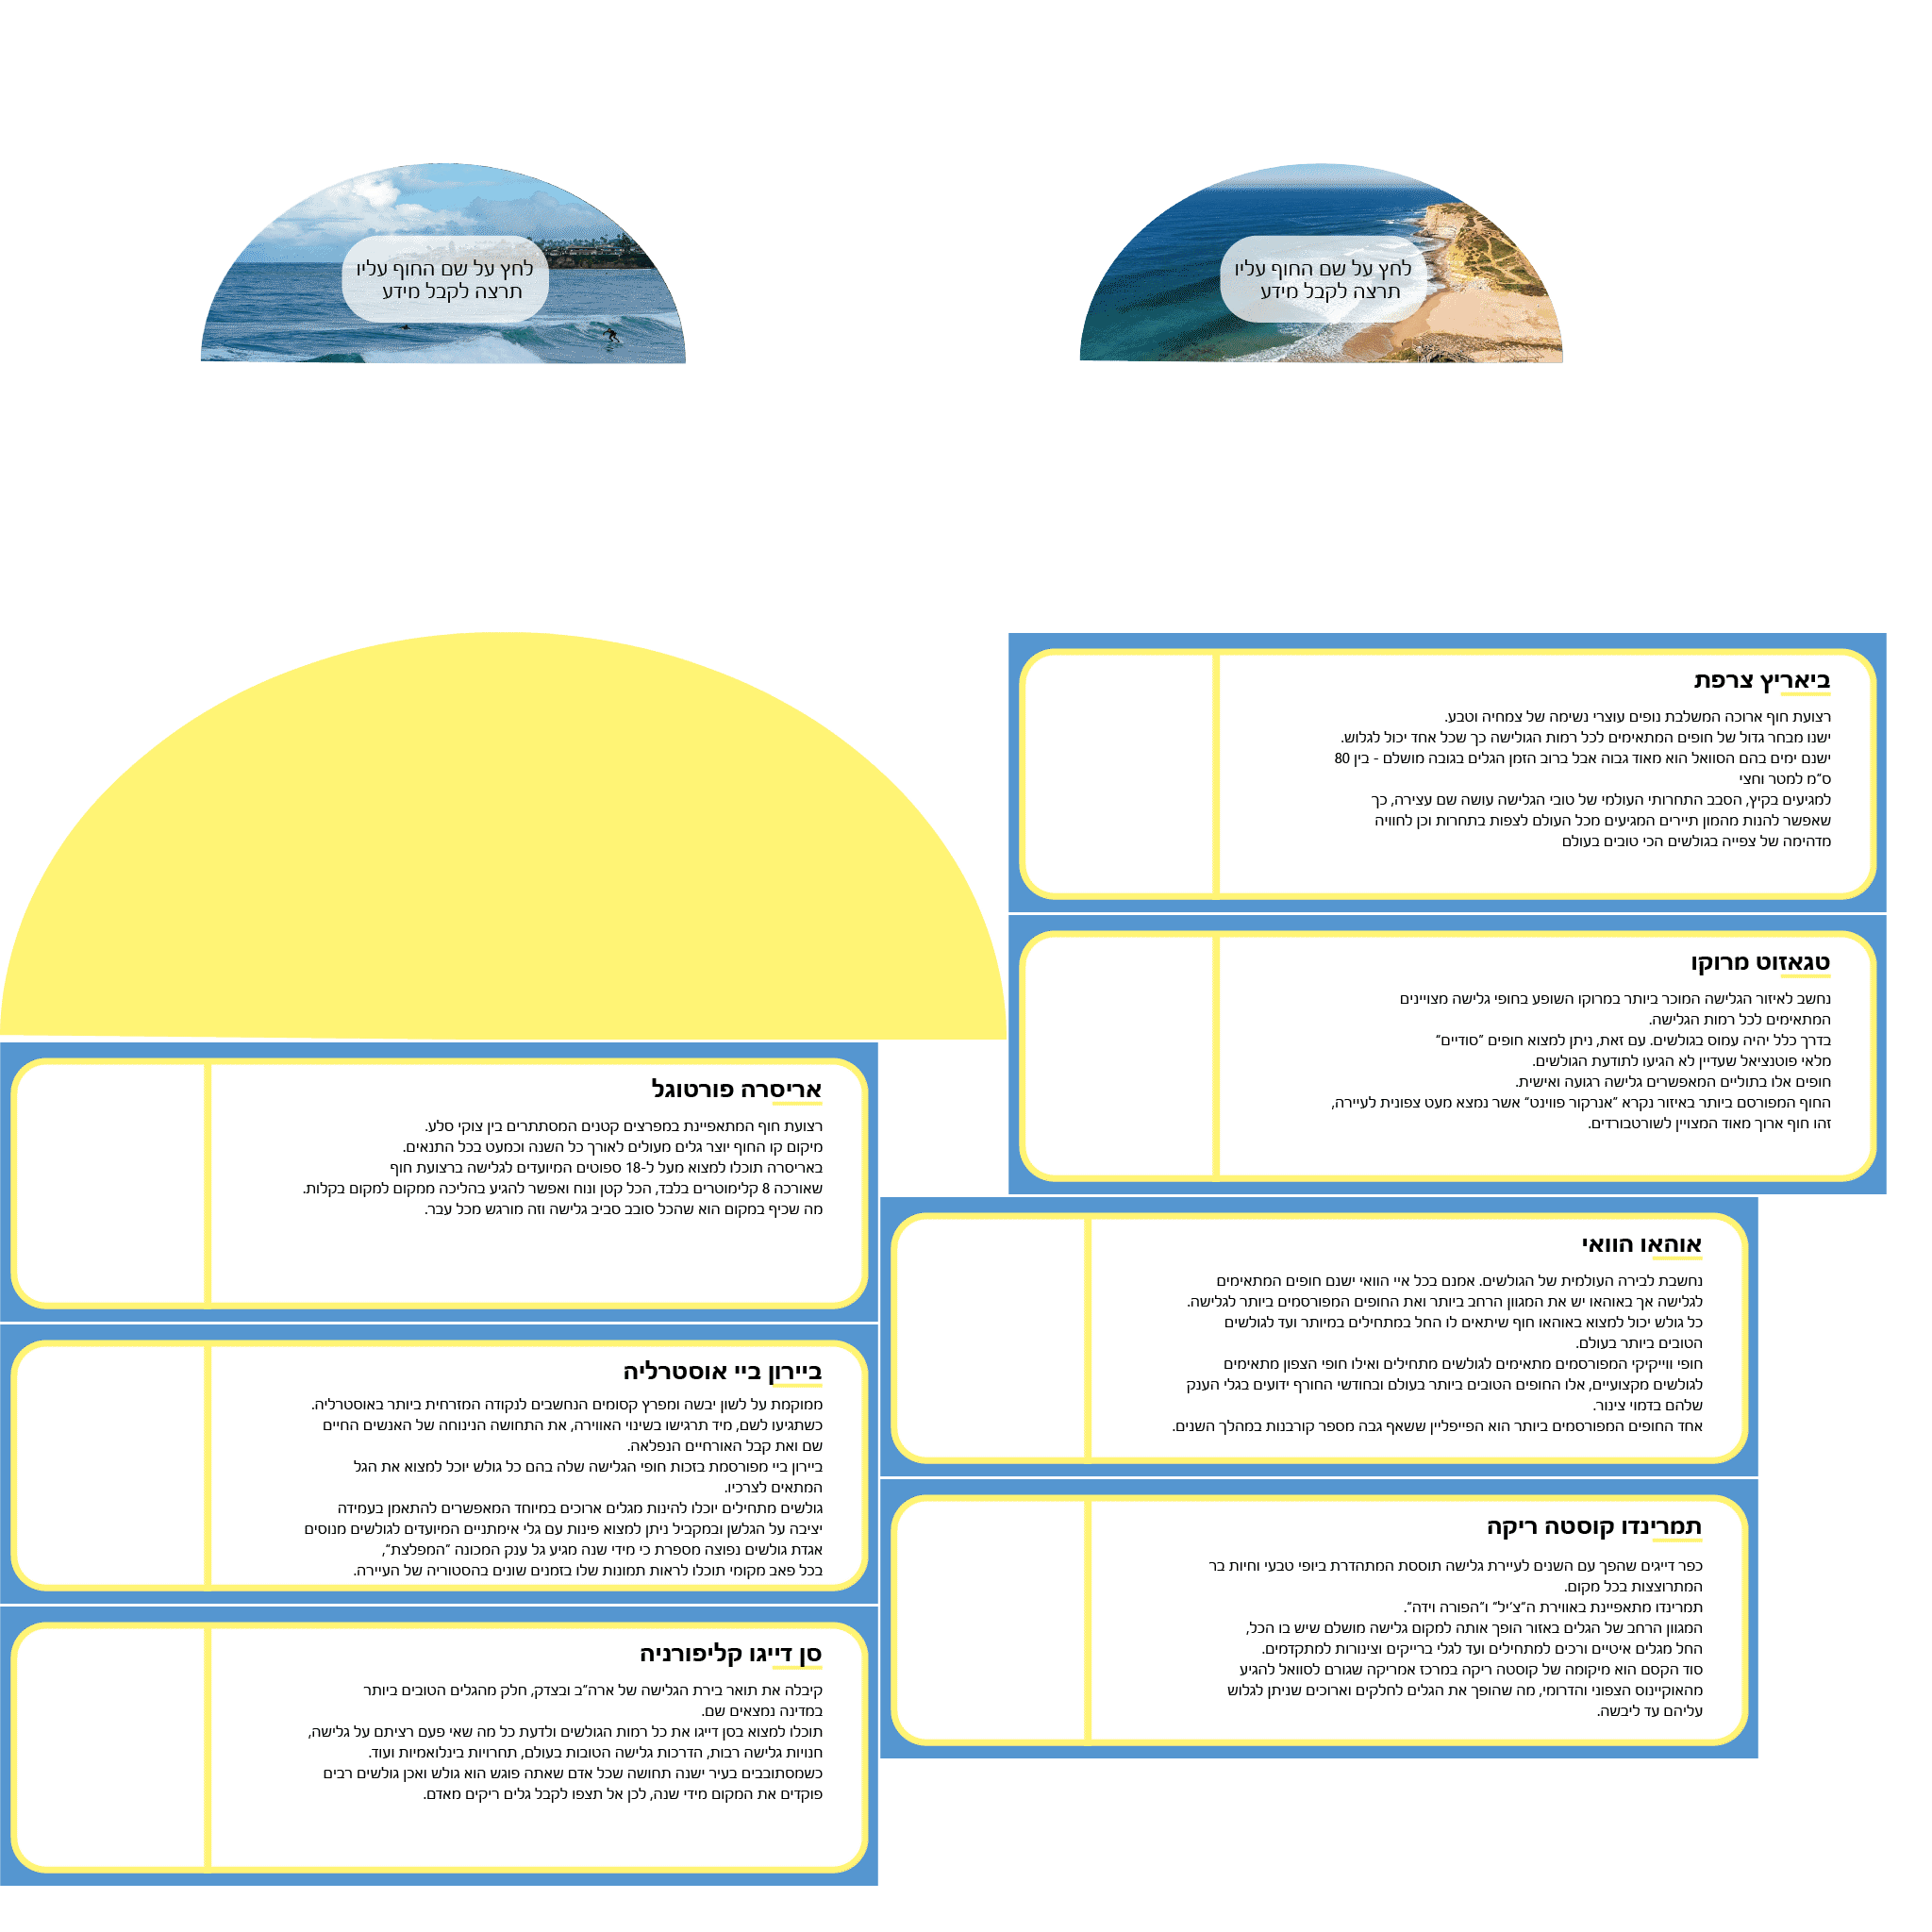 לחץ על שם החוף עליו
תרצה לקבל מידע
לחץ על שם החוף עליו
תרצה לקבל מידע
ביאריץ צרפת
רצועת חוף ארוכה המשלבת נופים עוצרי נשימה של צמחיה וטבע.
ישנו מבחר גדול של חופים המתאימים לכל רמות הגולישה כך שכל אחד יכול לגלוש.
ישנם ימים בהם הסוואל הוא מאוד גבוה אבל ברוב הזמן הגלים בגובה מושלם - בין 80
ס״מ למטר וחצי
למגיעים בקיץ, הסבב התחרותי העולמי של טובי הגלישה עושה שם עצירה, כך
שאפשר להנות מהמון תיירים המגיעים מכל העולם לצפות בתחרות וכן לחוויה
מדהימה של צפייה בגולשים הכי טובים בעולם
טגאזוט מרוקו
נחשב לאיזור הגלישה המוכר ביותר במרוקו השופע בחופי גלישה מצויינים
המתאימים לכל רמות הגלישה.
בדרך כלל יהיה עמוס בגולשים. עם זאת, ניתן למצוא חופים ״סודיים״
מלאי פוטנציאל שעדיין לא הגיעו לתודעת הגולשים.
חופים אלו בתוליים המאפשרים גלישה רגועה ואישית.
החוף המפורסם ביותר באיזור נקרא ״אנרקור פווינט״ אשר נמצא מעט צפונית לעיירה,
זהו חוף ארוך מאוד המצויין לשורטבורדים.
אריסרה פורטוגל
רצועת חוף המתאפיינת במפרצים קטנים המסתתרים בין צוקי סלע.
מיקום קו החוף יוצר גלים מעולים לאורך כל השנה וכמעט בכל התנאים.
באריסרה תוכלו למצוא מעל ל-18 ספוטים המיועדים לגלישה ברצועת חוף
שאורכה 8 קלימוטרים בלבד, הכל קטן ונוח ואפשר להגיע בהליכה ממקום למקום בקלות.
מה שכיף במקום הוא שהכל סובב סביב גלישה וזה מורגש מכל עבר.
אוהאו הוואי
נחשבת לבירה העולמית של הגולשים. אמנם בכל איי הוואי ישנם חופים המתאימים
לגלישה אך באוהאו יש את המגוון הרחב ביותר ואת החופים המפורסמים ביותר לגלישה.
כל גולש יכול למצוא באוהאו חוף שיתאים לו החל במתחילים במיותר ועד לגולשים
הטובים ביותר בעולם.
חופי ווייקיקי המפורסמים מתאימים לגולשים מתחילים ואילו חופי הצפון מתאימים
לגולשים מקצועיים, אלו החופים הטובים ביותר בעולם ובחודשי החורף ידועים בגלי הענק
שלהם בדמוי צינור.
אחד החופים המפורסמים ביותר הוא הפייפליין ששאף גבה מספר קורבנות במהלך השנים.
ביירון ביי אוסטרליה
ממוקמת על לשון יבשה ומפרץ קסומים הנחשבים לנקודה המזרחית ביותר באוסטרליה.
כשתגיעו לשם, מיד תרגישו בשינוי האווירה, את התחושה הנינוחה של האנשים החיים
שם ואת קבל האורחיים הנפלאה.
ביירון ביי מפורסמת בזכות חופי הגלישה שלה בהם כל גולש יוכל למצוא את הגל
המתאים לצרכיו.
גולשים מתחילים יוכלו להינות מגלים ארוכים במיוחד המאפשרים להתאמן בעמידה
יציבה על הגלשן ובמקביל ניתן למצוא פינות עם גלי אימתניים המיועדים לגולשים מנוסים
אגדת גולשים נפוצה מספרת כי מידי שנה מגיע גל ענק המכונה ״המפלצת״,
בכל פאב מקומי תוכלו לראות תמונות שלו בזמנים שונים בהסטוריה של העיירה.
תמרינדו קוסטה ריקה
כפר דייגים שהפך עם השנים לעיירת גלישה תוססת המתהדרת ביופי טבעי וחיות בר
המתרוצצות בכל מקום.
תמרינדו מתאפיינת באווירת ה״צ׳יל״ ו״הפורה וידה״.
המגוון הרחב של הגלים באזור הופך אותה למקום גלישה מושלם שיש בו הכל,
החל מגלים איטיים ורכים למתחילים ועד לגלי ברייקים וצינורות למתקדמים.
סוד הקסם הוא מיקומה של קוסטה ריקה במרכז אמריקה שגורם לסוואל להגיע
מהאוקיינוס הצפוני והדרומי, מה שהופך את הגלים לחלקים וארוכים שניתן לגלוש
עליהם עד ליבשה.
סן דייגו קליפורניה
קיבלה את תואר בירת הגלישה של ארה״ב ובצדק, חלק מהגלים הטובים ביותר
במדינה נמצאים שם.
תוכלו למצוא בסן דייגו את כל רמות הגולשים ולדעת כל מה שאי פעם רציתם על גלישה,
חנויות גלישה רבות, הדרכות גלישה הטובות בעולם, תחרויות בינלואמיות ועוד.
כשמסתובבים בעיר ישנה תחושה שכל אדם שאתה פוגש הוא גולש ואכן גולשים רבים
פוקדים את המקום מידי שנה, לכן אל תצפו לקבל גלים ריקים מאדם.